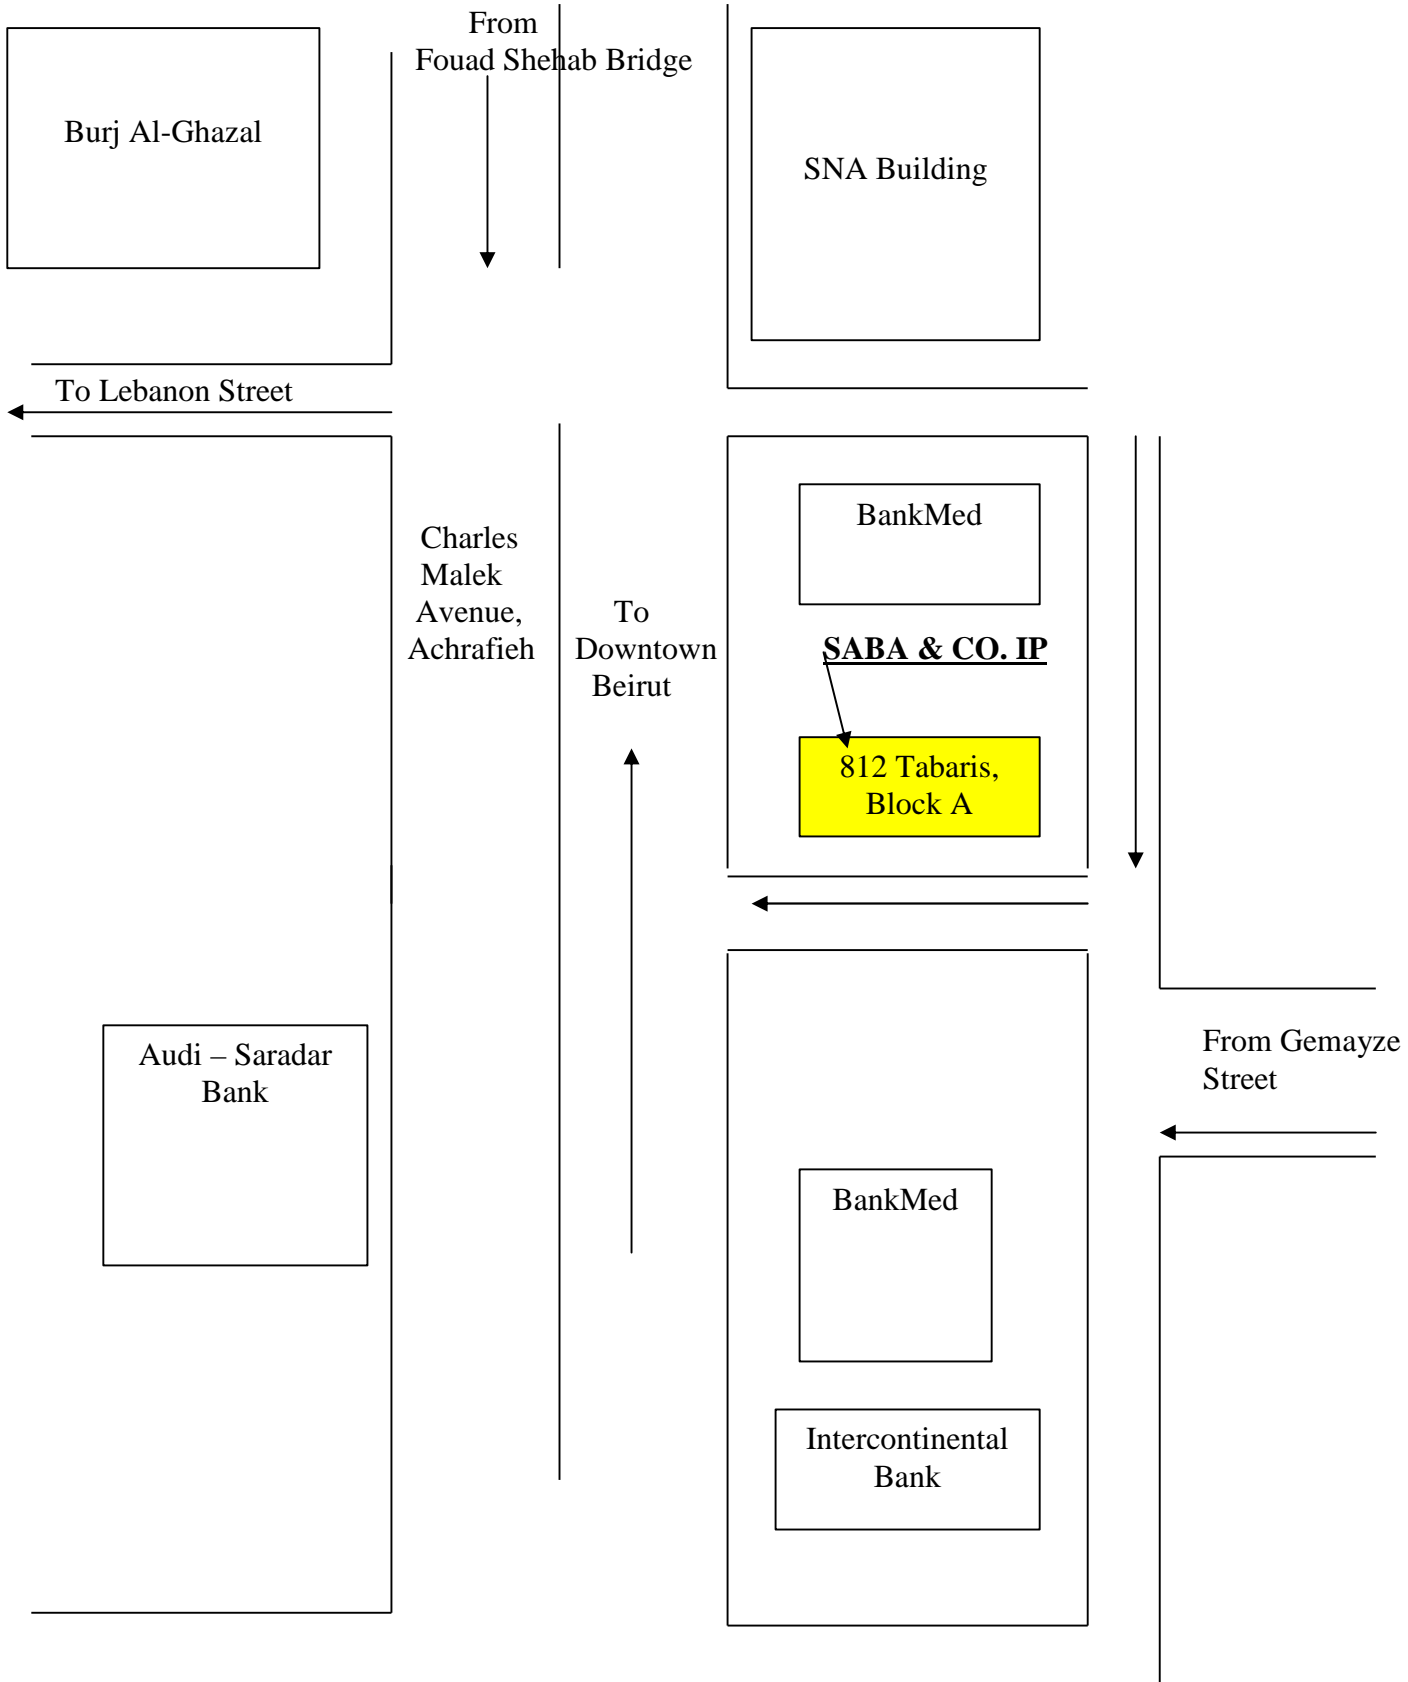 From
Fouad Shehab Bridge
Burj Al-Ghazal
SNA Building
To Lebanon Street
BankMed
Charles
Malek
Avenue,
Achrafieh
To
Downtown
Beirut
SABA & CO. IP
812 Tabaris,
Block A
From Gemayze
Street
Audi – Saradar
Bank
BankMed
Intercontinental
Bank